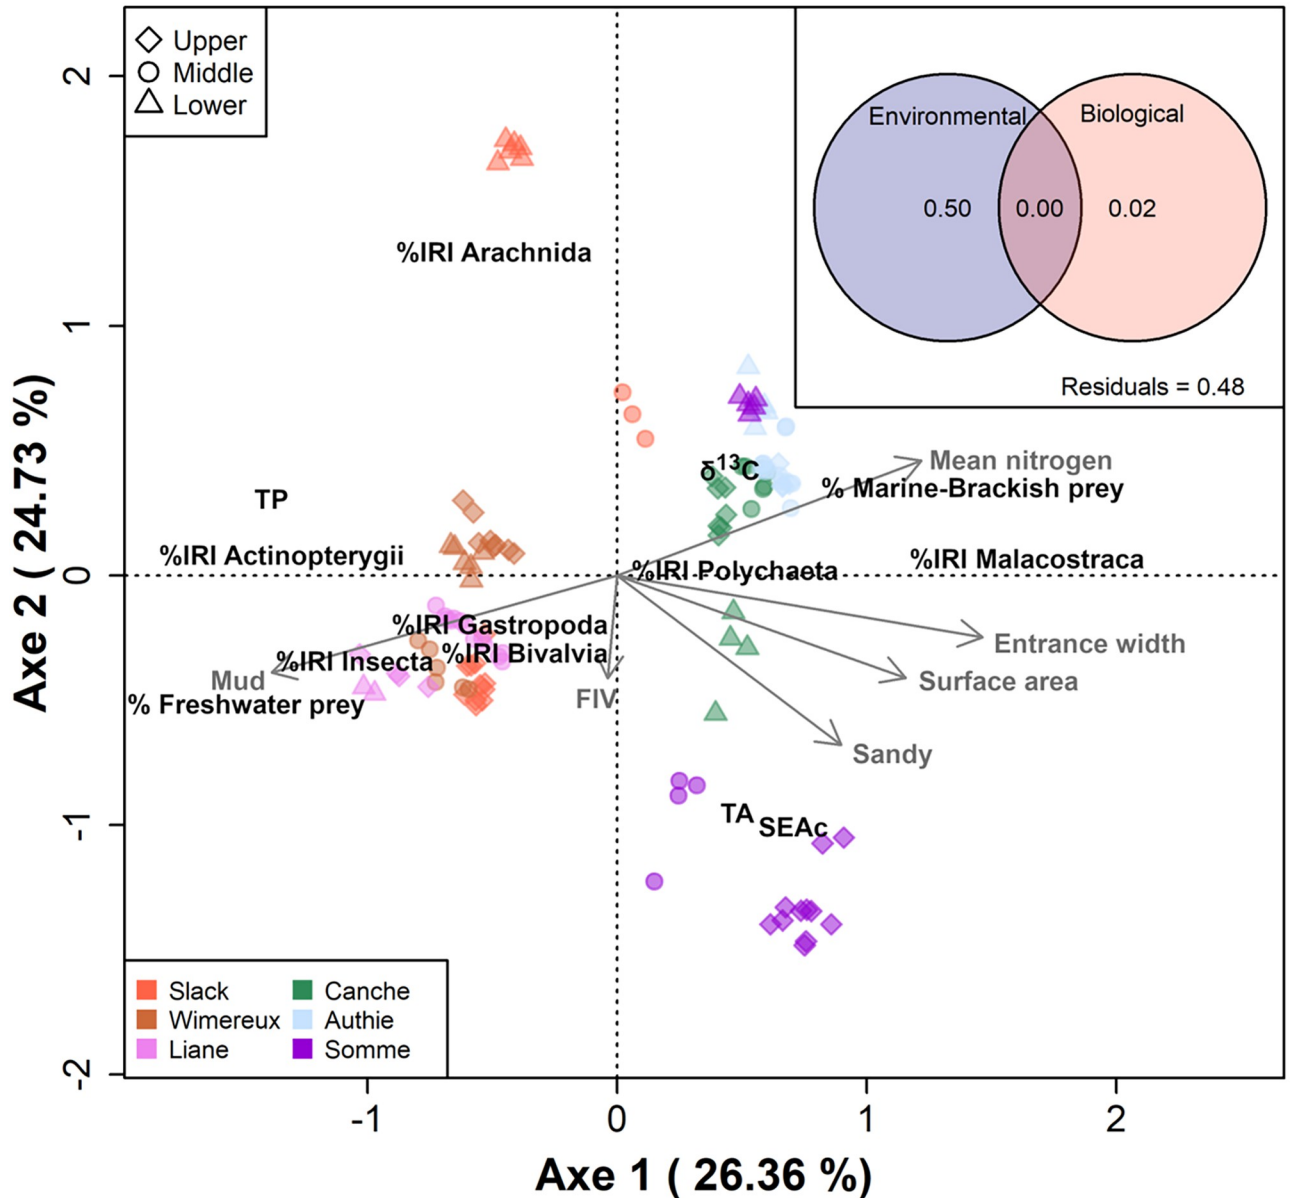 Upper
Middle
Lower
Environmental
Biological
0.50
0.00
0.02
Residuals = 0.48
%IRI Arachnida
δ13C
Mean nitrogen
% Marine-Brackish prey
TP
%IRI Actinopterygii
%IRI Malacostraca
%IRI Polychaeta
%IRI Gastropoda
Entrance width
%IRI Bivalvia
%IRI Insecta
Mud
Surface area
FIV
% Freshwater prey
Sandy
TA
SEAc
Slack
Wimereux
Liane
Canche
Authie
Somme
2
1
0
-1
-2
Axe 2 ( 24.73 %)
-1
0
1
2
Axe 1 ( 26.36 %)